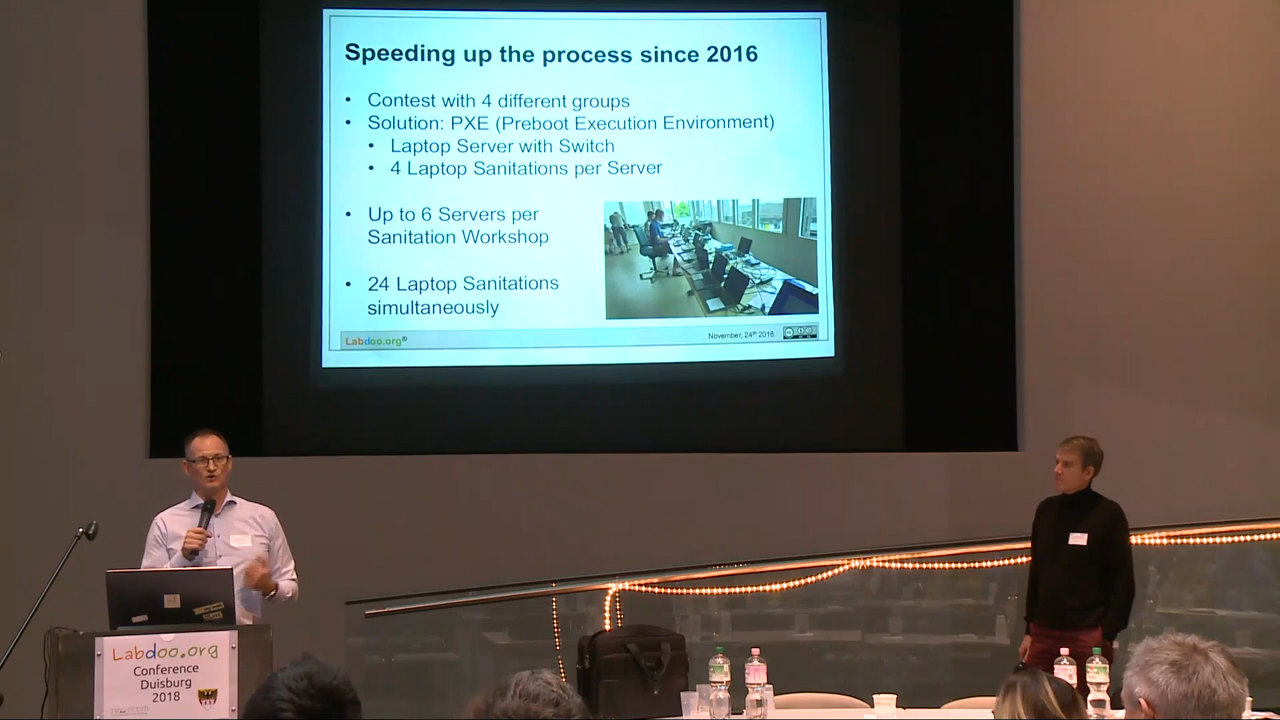 Speeding up the process since 2016
• Contest with 4 different groups
• Solution: PXE (Preboot Execution Environment)
• Laptop Server with Switch
• 4 Laptop Sanitations per Server
• Up to 6 Servers per
Sanitation Workshop
• 24 Laptop Sanitations
simultaneously
Labdoo.org®
November, 24th 2018
Labdoo.org
Conference
Duisburg
2018